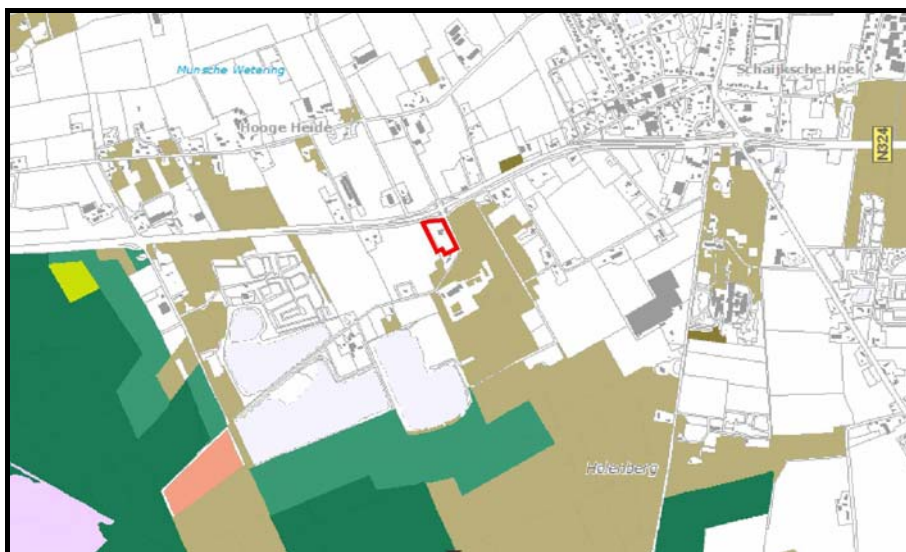 Munsche Wetering
Schaijksche Hoek
Hooge Heide
N324
Holenberg